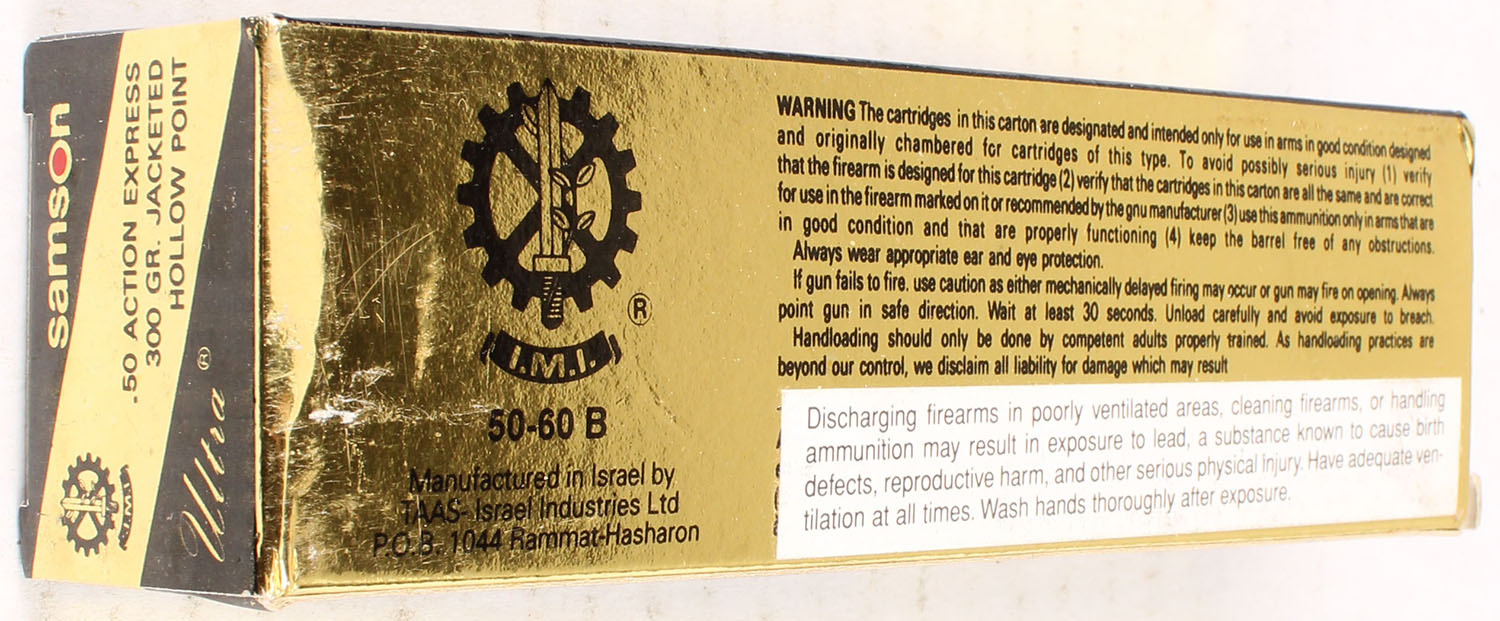 samson
.50 ACTION EXPRESS
300 GR. JACKETED
HOLLOW POINT
Ultra ®
I.M.I.
®
I.M.I.
50-60 B
Manufactured in Israel by
TAAS- Israel Industries Ltd
P.O.B. 1044 Rammat-Hasharon
WARNING The cartridges in this carton are designated and intended only for use in arms in good condition designed
and originally chambered for cartridges of this type. To avoid possibly serious injury (1) verify
that the firearm is designed for this cartridge (2) verify that the cartridges in this carton are all the same and are correct
for use in the firearm marked on it or recommended by the gnu manufacturer (3) use this ammunition only in arms that are
in good condition and that are properly functioning (4) keep the barrel free of any obstructions.
Always wear appropriate ear and eye protection.
If gun fails to fire. use caution as either mechanically delayed firing may occur or gun may fire on opening. Always
point gun in safe direction. Wait at least 30 seconds. Unload carefully and avoid exposure to breach.
Handloading should only be done by competent adults properly trained. As handloading practices are
beyond our control, we disclaim all liability for damage which may result
Discharging firearms in poorly ventilated areas, cleaning firearms, or handling
ammunition may result in exposure to lead, a substance known to cause birth
defects, reproductive harm, and other serious physical injury. Have adequate ven-
tilation at all times. Wash hands thoroughly after exposure.